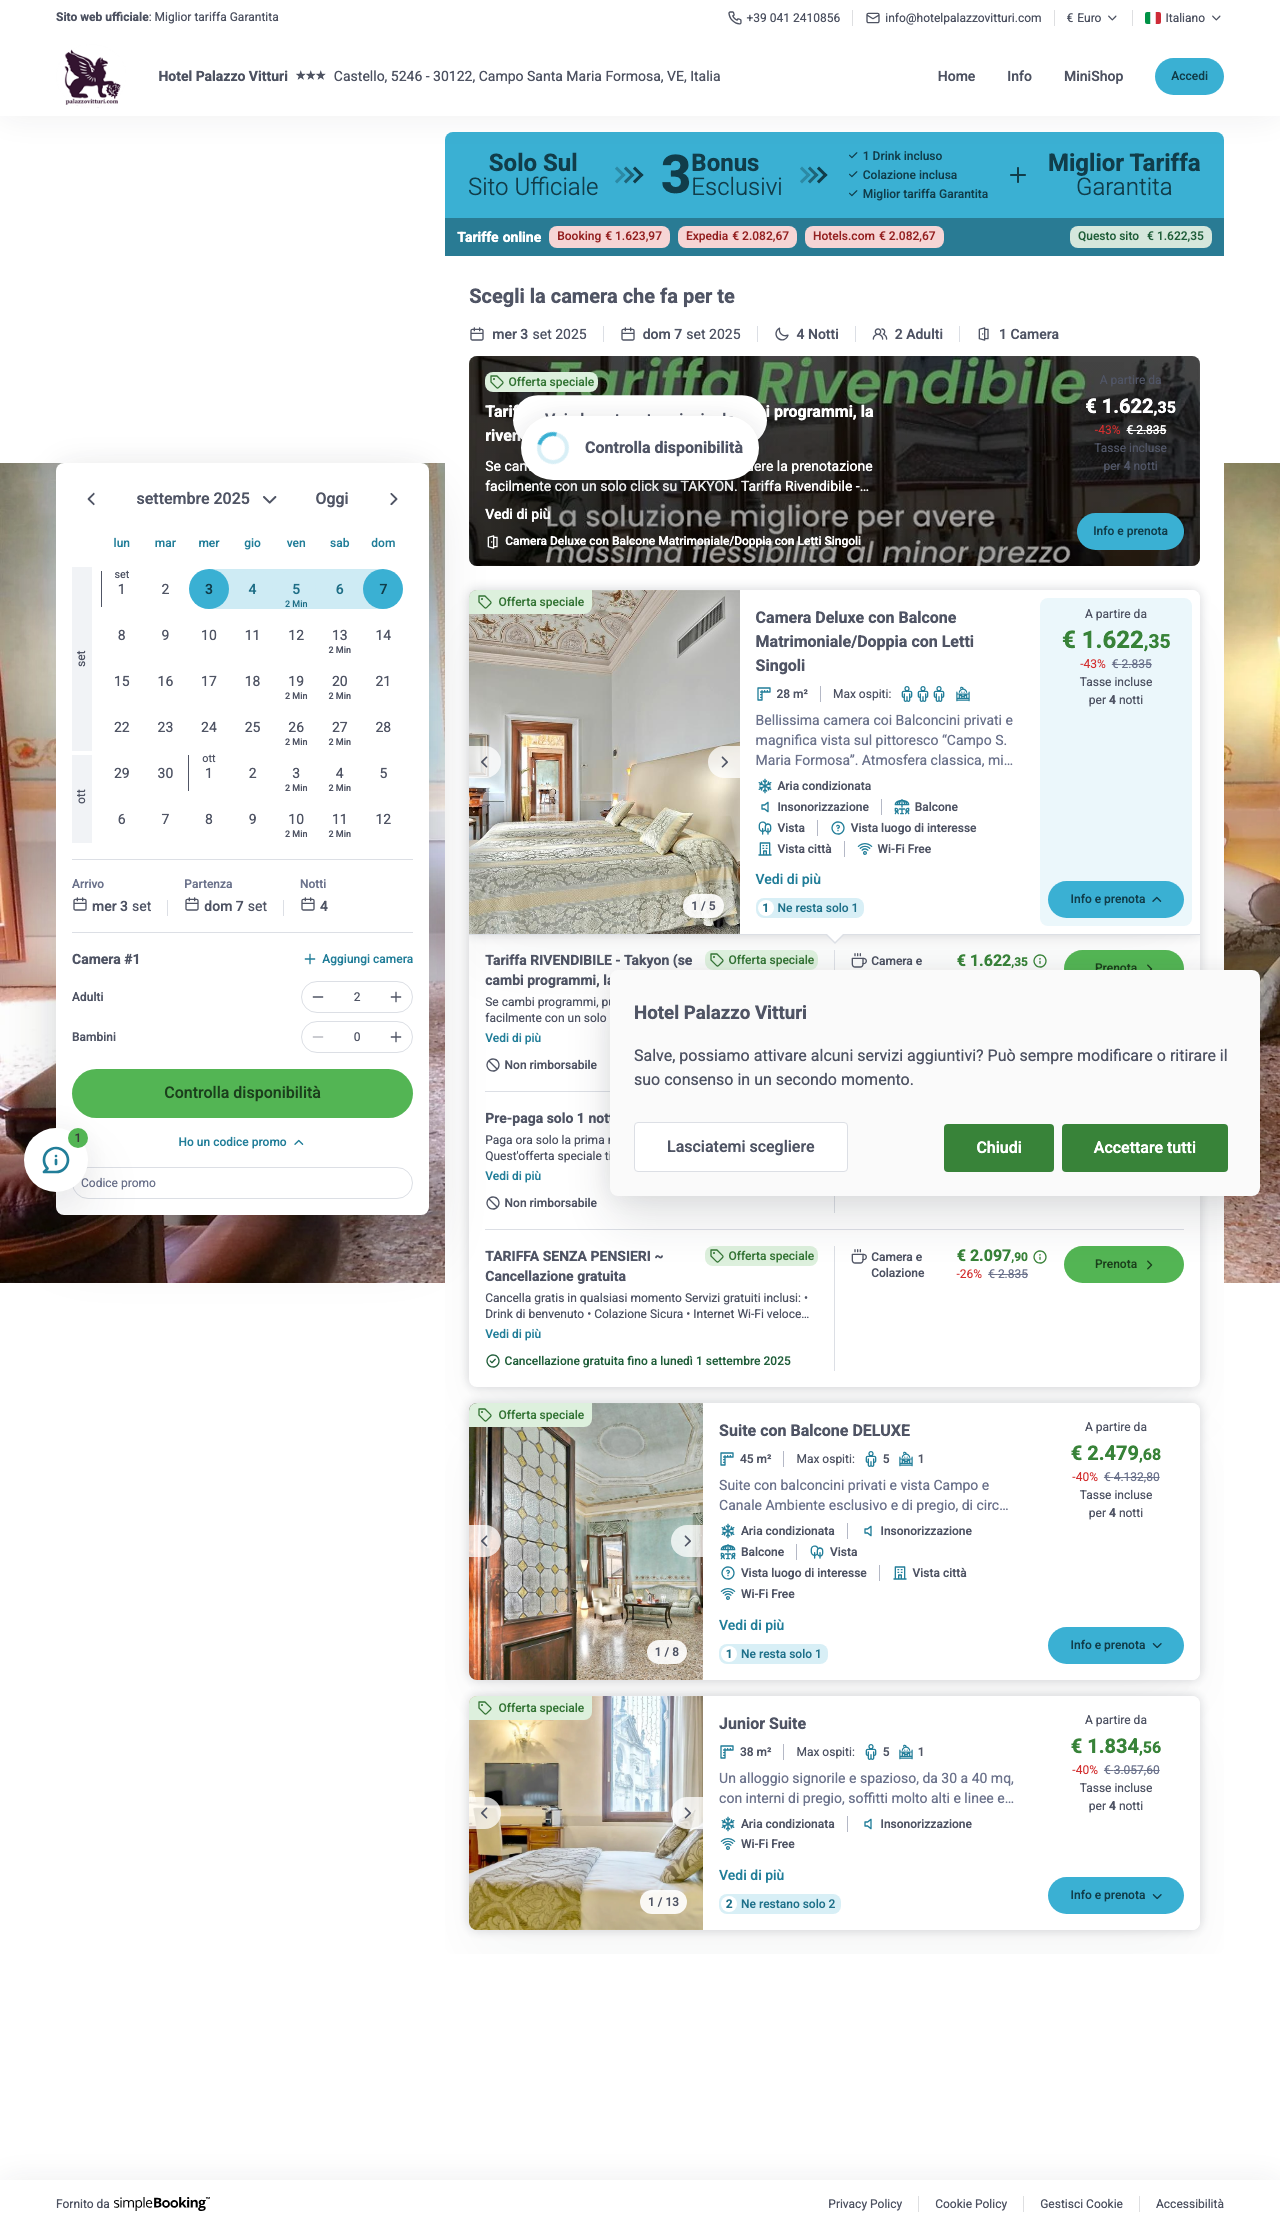 Sito web ufficiale: Miglior tariffa Garantita
+39 041 2410856
info@hotelpalazzovitturi.com
€ Euro
Italiano
palazzovitturi.com
Hotel Palazzo Vitturi ★★★ Castello, 5246 - 30122, Campo Santa Maria Formosa, VE, Italia
Home
Info
MiniShop
Accedi
Solo Sul
Sito Ufficiale
3 Bonus
Esclusivi
1 Drink incluso
Colazione inclusa
Miglior tariffa Garantita
+
Miglior Tariffa
Garantita
Tariffe online
Booking € 1.623,97
Expedia € 2.082,67
Hotels.com € 2.082,67
Questo sito € 1.622,35
Scegli la camera che fa per te
mer 3 set 2025
dom 7 set 2025
4 Notti
2 Adulti
1 Camera
Tariffa Rivendibile
Offerta speciale
programmi, la
Controlla disponibilità
ere la prenotazione
facilmente con un solo click su TAKYON. Tariffa Rivendibile -...
Vedi di più
La soluzione migliore per avere
massima flessibilità al minor prezzo
Camera Deluxe con Balcone Matrimoniale/Doppia con Letti Singoli
A partire da
€ 1.622,35
-43% € 2.835
Tasse incluse
per 4 notti
Info e prenota
settembre 2025
Oggi
lun mar mer gio ven sab dom
set
1 2 3 4 5 6 7
2 Min
8 9 10 11 12 13 14
2 Min
set
15 16 17 18 19 20 21
2 Min 2 Min
22 23 24 25 26 27 28
2 Min 2 Min
ott
29 30 1 2 3 4 5
2 Min 2 Min
ott
6 7 8 9 10 11 12
2 Min 2 Min
Arrivo
mer 3 set
Partenza
dom 7 set
Notti
4
Camera #1
Aggiungi camera
Adulti
2
Bambini
0
Controlla disponibilità
Ho un codice promo
1
Codice promo
Offerta speciale
1 / 5
Camera Deluxe con Balcone
Matrimoniale/Doppia con Letti
Singoli
28 m²
Max ospiti:
Bellissima camera coi Balconcini privati e
magnifica vista sul pittoresco “Campo S.
Maria Formosa”. Atmosfera classica, mi...
Aria condizionata
Insonorizzazione
Balcone
Vista
Vista luogo di interesse
Vista città
Wi-Fi Free
Vedi di più
1 Ne resta solo 1
A partire da
€ 1.622,35
-43% € 2.835
Tasse incluse
per 4 notti
Info e prenota
Tariffa RIVENDIBILE - Takyon (se
cambi programmi, la
Offerta speciale
Se cambi programmi, pu
facilmente con un solo
Vedi di più
Non rimborsabile
Camera e
€ 1.622,35
Prenota
Pre-paga solo 1 nott
Paga ora solo la prima
Quest'offerta speciale ti
Vedi di più
Non rimborsabile
Hotel Palazzo Vitturi
Salve, possiamo attivare alcuni servizi aggiuntivi? Può sempre modificare o ritirare il
suo consenso in un secondo momento.
Lasciatemi scegliere
Chiudi
Accettare tutti
TARIFFA SENZA PENSIERI ~
Cancellazione gratuita
Offerta speciale
Cancella gratis in qualsiasi momento Servizi gratuiti inclusi: •
Drink di benvenuto • Colazione Sicura • Internet Wi-Fi veloce...
Vedi di più
Cancellazione gratuita fino a lunedì 1 settembre 2025
Camera e
Colazione
€ 2.097,90
-26% € 2.835
Prenota
Offerta speciale
1 / 8
Suite con Balcone DELUXE
45 m²
Max ospiti: 5 1
Suite con balconcini privati e vista Campo e
Canale Ambiente esclusivo e di pregio, di circ...
Aria condizionata
Insonorizzazione
Balcone
Vista
Vista luogo di interesse
Vista città
Wi-Fi Free
Vedi di più
1 Ne resta solo 1
A partire da
€ 2.479,68
-40% € 4.132,80
Tasse incluse
per 4 notti
Info e prenota
Offerta speciale
1 / 13
Junior Suite
38 m²
Max ospiti: 5 1
Un alloggio signorile e spazioso, da 30 a 40 mq,
con interni di pregio, soffitti molto alti e linee e...
Aria condizionata
Insonorizzazione
Wi-Fi Free
Vedi di più
2 Ne restano solo 2
A partire da
€ 1.834,56
-40% € 3.057,60
Tasse incluse
per 4 notti
Info e prenota
Fornito da simpleBooking™
Privacy Policy
Cookie Policy
Gestisci Cookie
Accessibilità